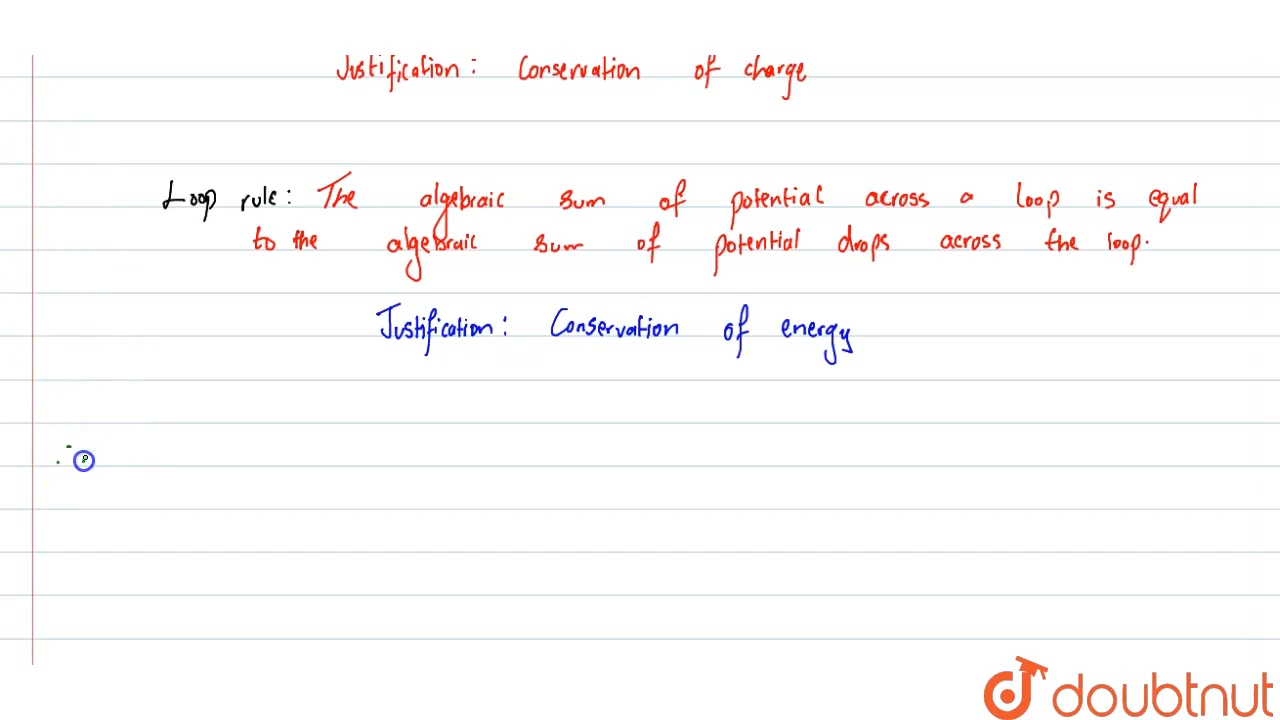 Justification: Conservation of charge
Loop rule: The algebraic sum of potential across a loop is equal
to the algebraic sum of potential drops across the loop.
Justification: Conservation of energy
doubtnut